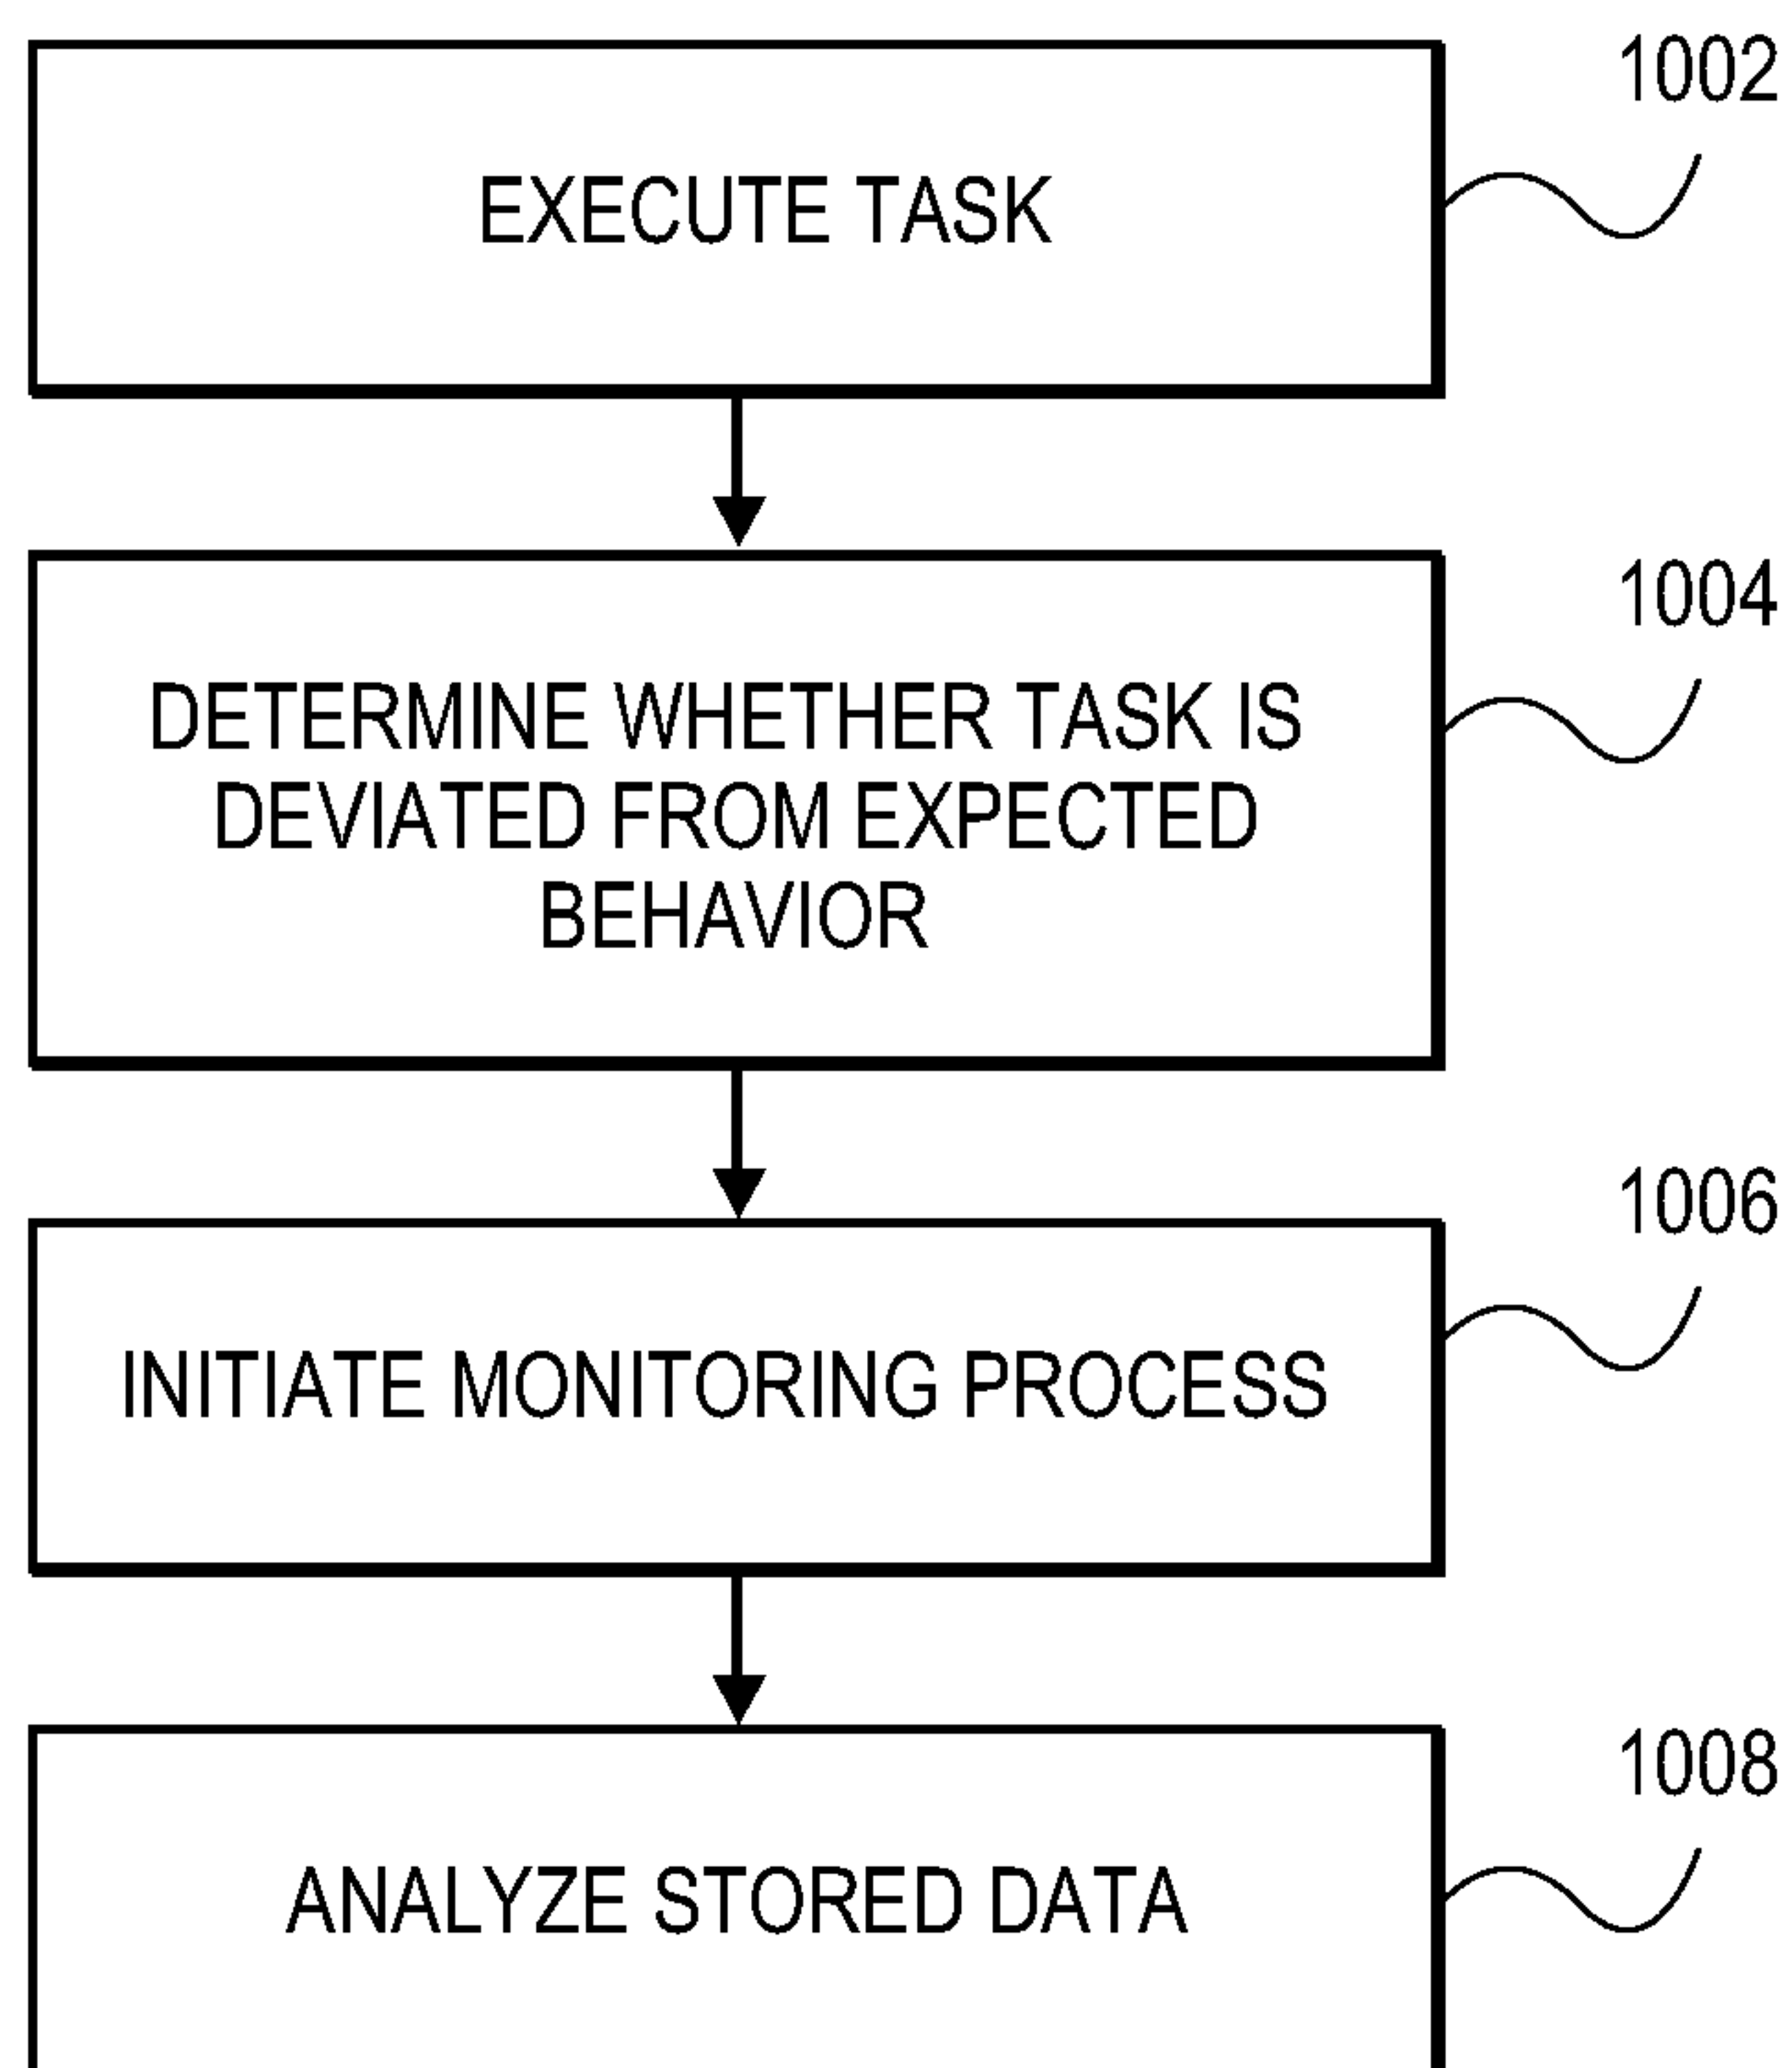 1002
EXECUTE TASK
1004
DETERMINE WHETHER TASK IS
DEVIATED FROM EXPECTED
BEHAVIOR
1006
INITIATE MONITORING PROCESS
1008
ANALYZE STORED DATA